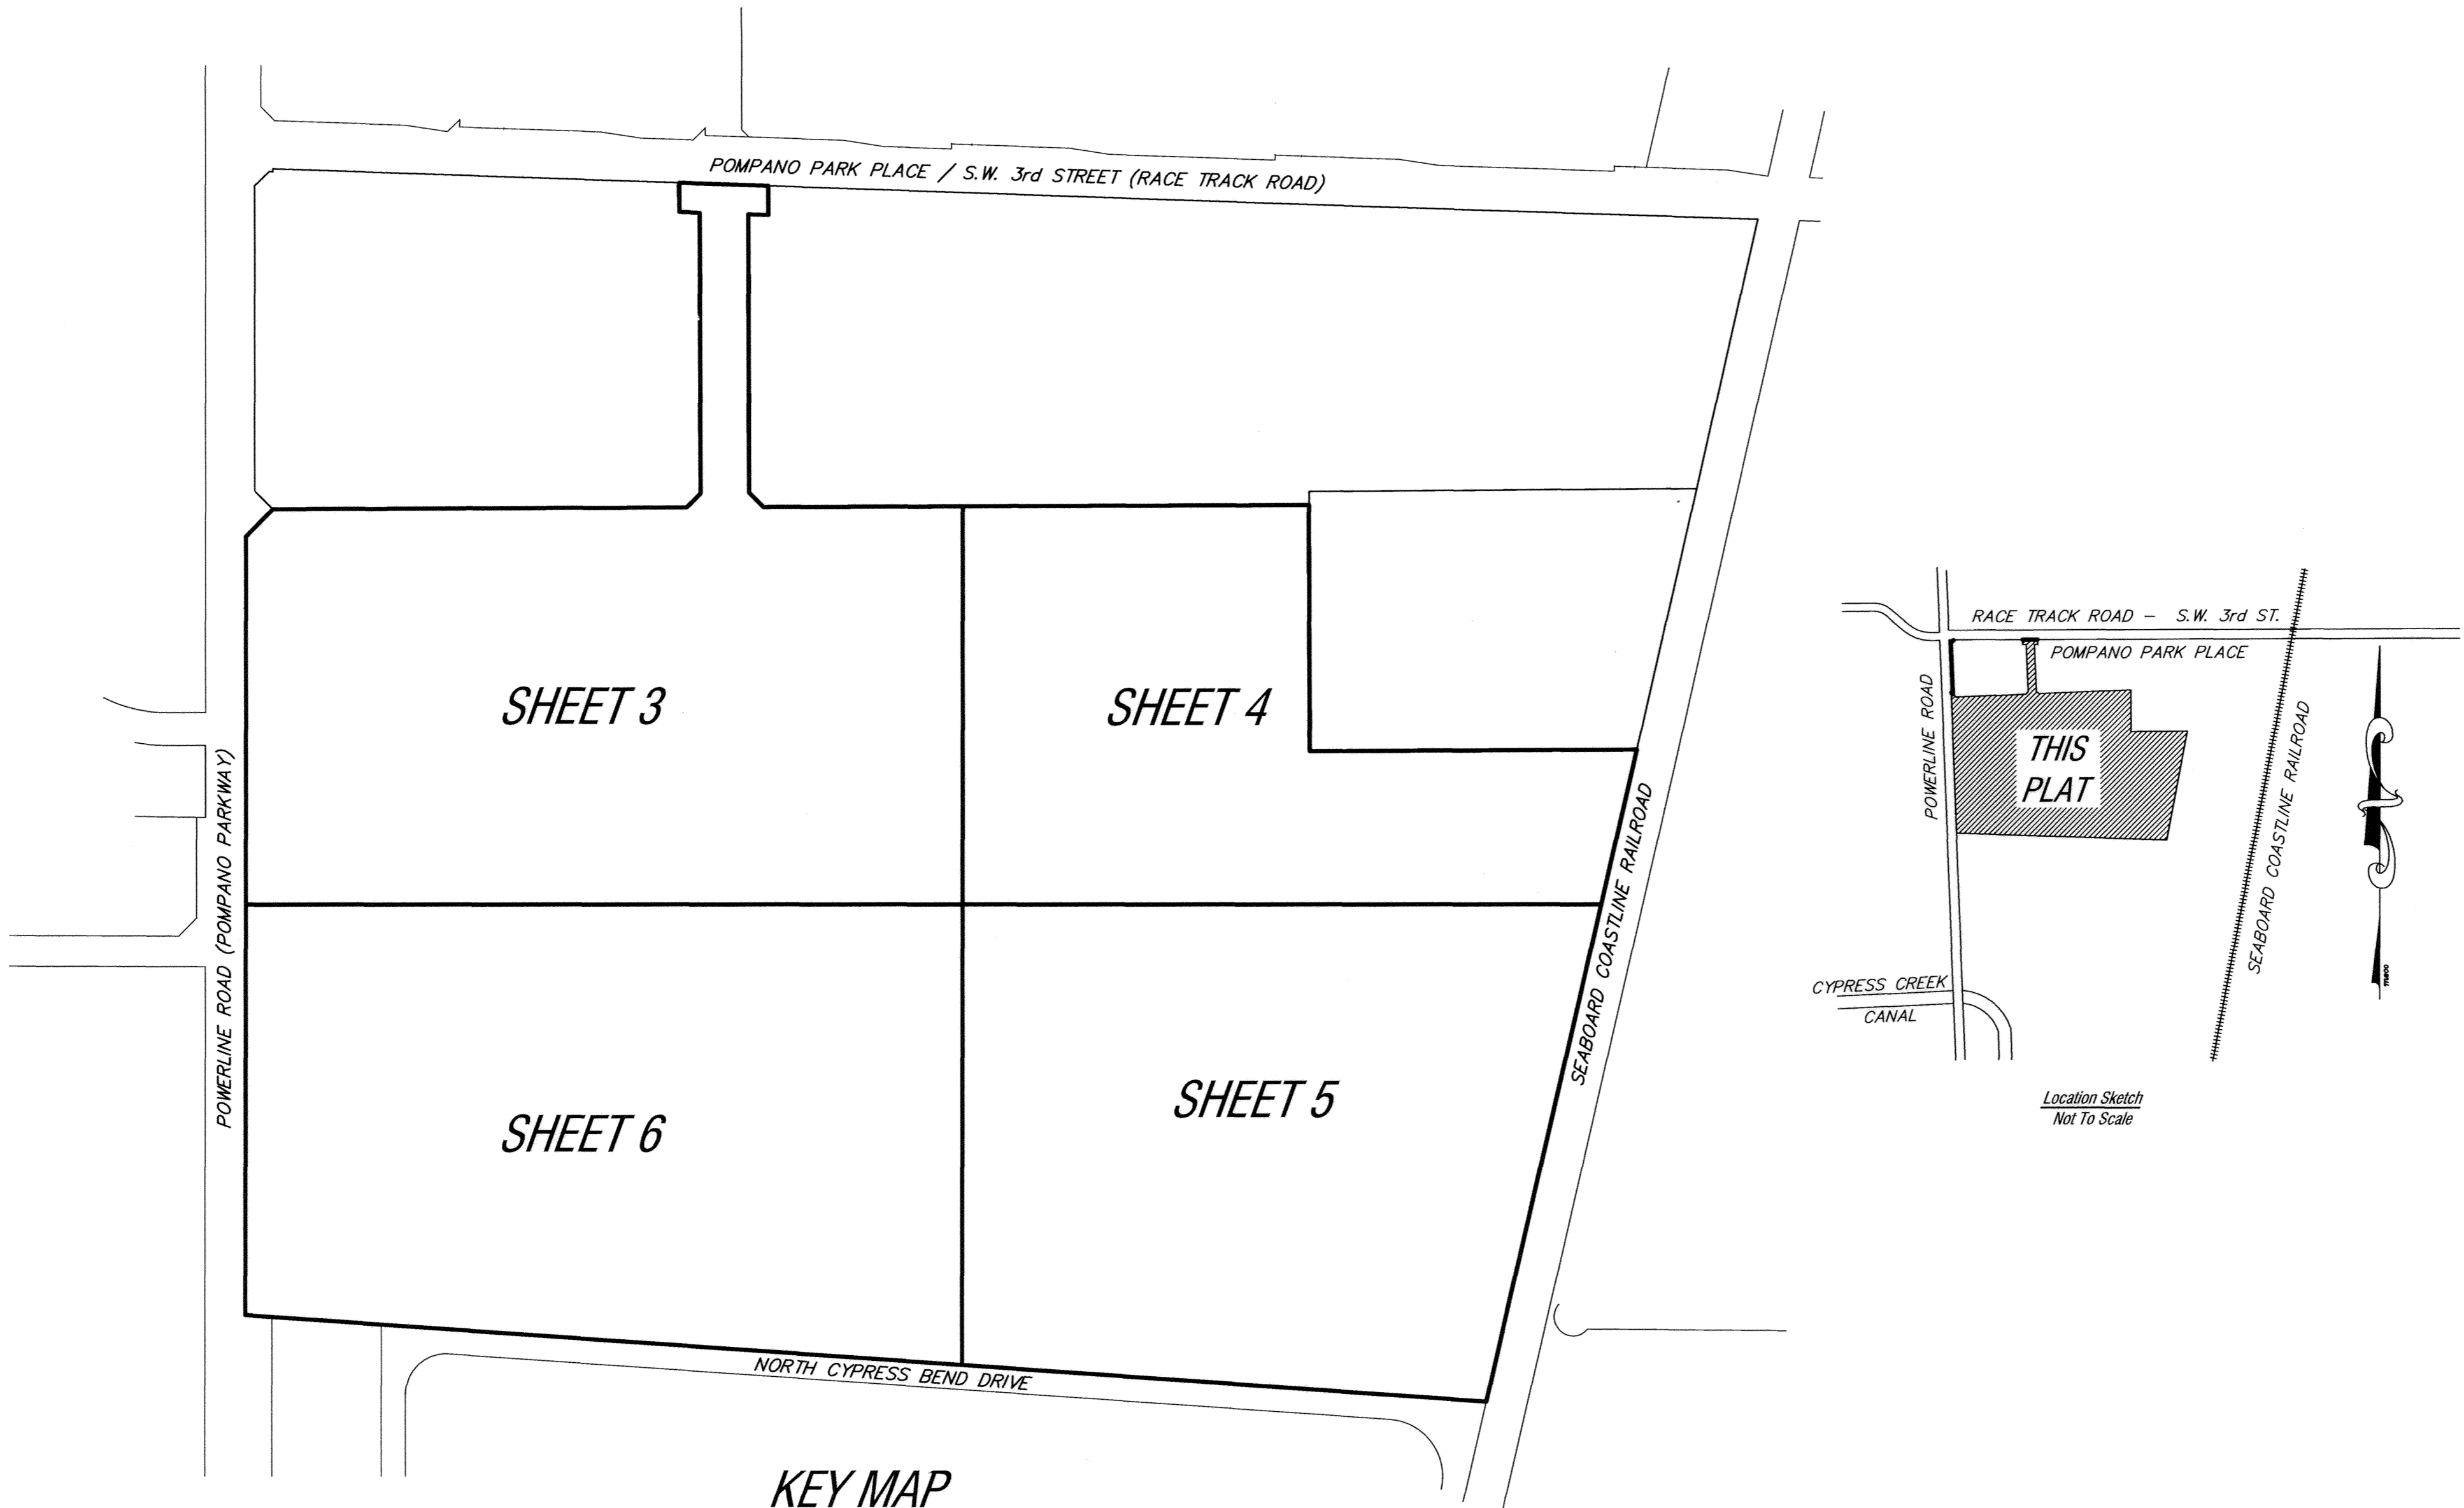 POMPANO PARK PLACE / S.W. 3rd STREET (RACE TRACK ROAD)
SHEET 3
SHEET 4
POWERLINE ROAD (POMPANO PARKWAY)
SEABOARD COASTLINE RAILROAD
SHEET 6
SHEET 5
NORTH CYPRESS BEND DRIVE
KEY MAP
RACE TRACK ROAD - S.W. 3rd ST.
POMPANO PARK PLACE
POWERLINE ROAD
THIS
PLAT
SEABOARD COASTLINE RAILROAD
CYPRESS CREEK
CANAL
Location Sketch
Not To Scale